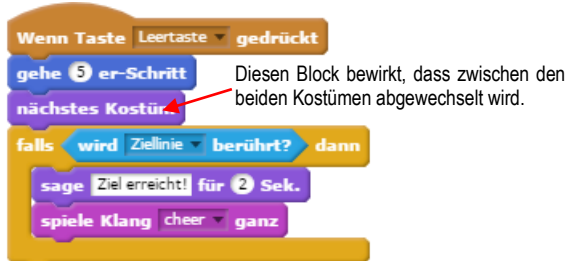 Wenn Taste Leertaste gedrückt
gehe 5 er-Schritt
Diesen Block bewirkt, dass zwischen den
beiden Kostümen abgewechselt wird.
nächstes Kostüm
falls wird Ziellinie berührt? dann
sage Ziel erreicht! für 2 Sek.
spiele Klang cheer ganz